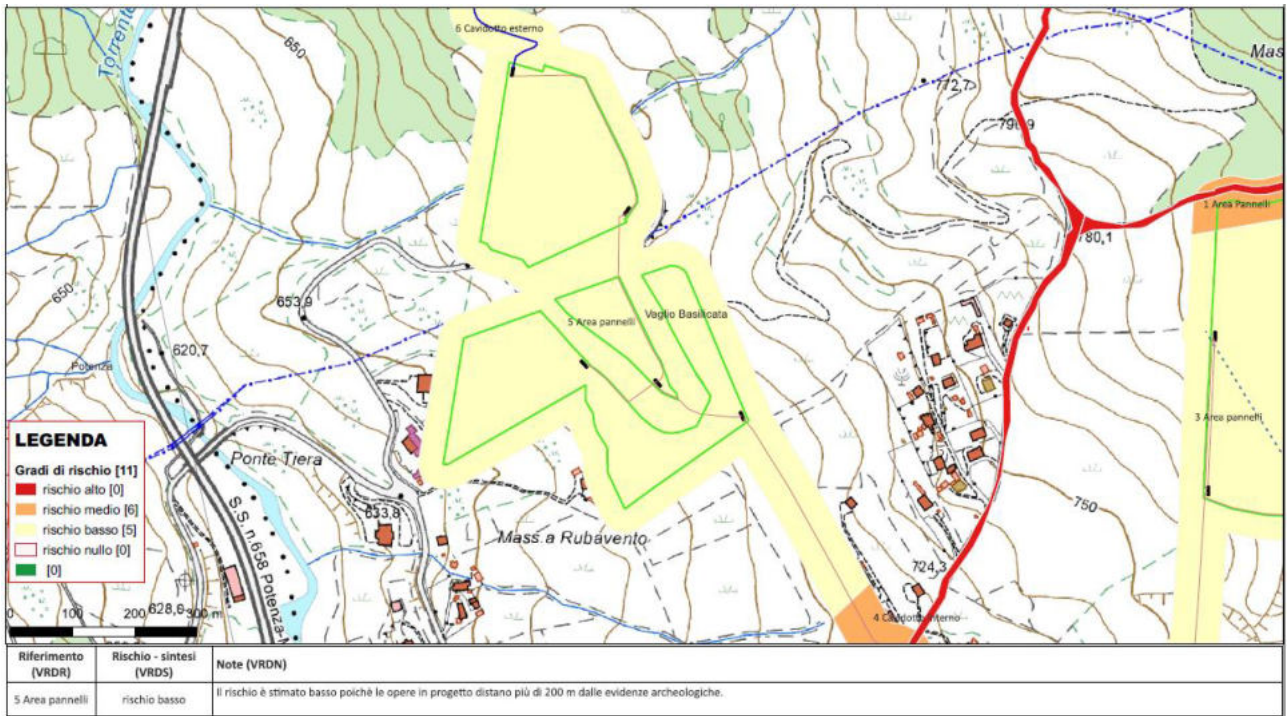 6 Cavidotto esterno
Torrente
650
Mas
772,7
796,9
1 Area Pannelli
780,1
650
653,9
5 Area pannelli
Vaglio Basilicata
620,7
Potenza
3 Area pannelli
LEGENDA
Gradi di rischio [11]
rischio alto [0]
rischio medio [6]
rischio basso [5]
rischio nullo [0]
[0]
Ponte Tiera
S.S. n.658 Potenza-
633,8
Mass.a Rubavento
750
724,3
628,6
0 100 200 300 m
4 Cavidotto interno
Riferimento (VRDR)
Rischio - sintesi (VRDS)
Note (VRDN)
5 Area pannelli
rischio basso
Il rischio è stimato basso poichè le opere in progetto distano più di 200 m dalle evidenze archeologiche.